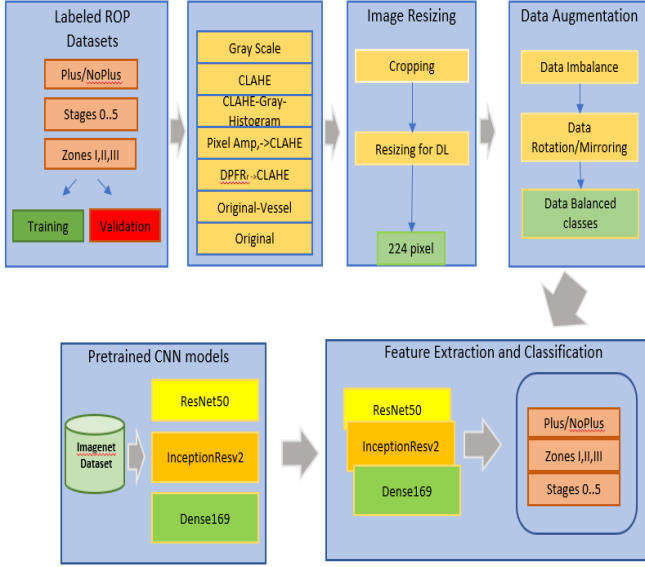 Labeled ROP
Datasets
Plus/NoPlus
Stages 0..5
Zones I,II,III
Training
Validation
Gray Scale
CLAHE
CLAHE-Gray-
Histogram
Pixel Amp,->CLAHE
DPFRr->CLAHE
Original-Vessel
Original
Image Resizing
Cropping
Resizing for DL
224 pixel
Data Augmentation
Data Imbalance
Data
Rotation/Mirroring
Data Balanced
classes
Pretrained CNN models
Imagenet
Dataset
ResNet50
InceptionResv2
Dense169
Feature Extraction and Classification
ResNet50
InceptionResv2
Dense169
Plus/NoPlus
Zones I,II,III
Stages 0..5